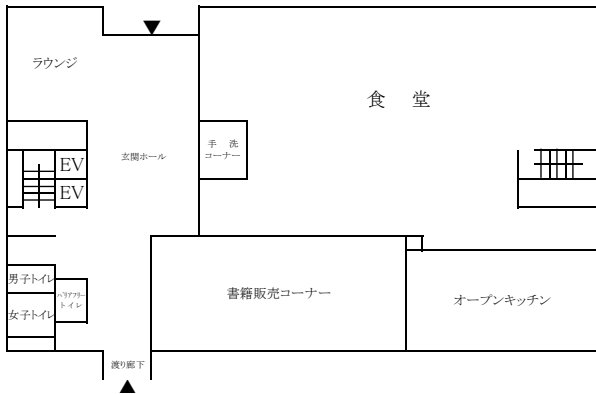 ラウンジ
食 堂
手 洗
コーナー
玄関ホール
EV
EV
男子トイレ
バリアフリー
トイレ
女子トイレ
書籍販売コーナー
オープンキッチン
渡り廊下